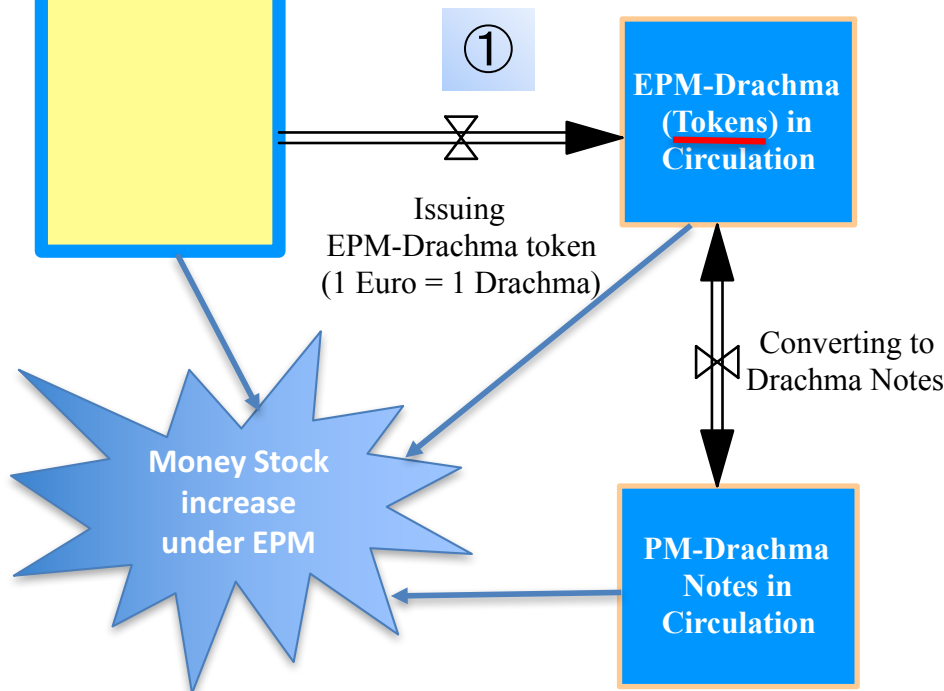 ①
EPM-Drachma
(Tokens) in
Circulation
Issuing
EPM-Drachma token
(1 Euro = 1 Drachma)
Converting to
Drachma Notes
Money Stock
increase
under EPM
PM-Drachma
Notes in
Circulation